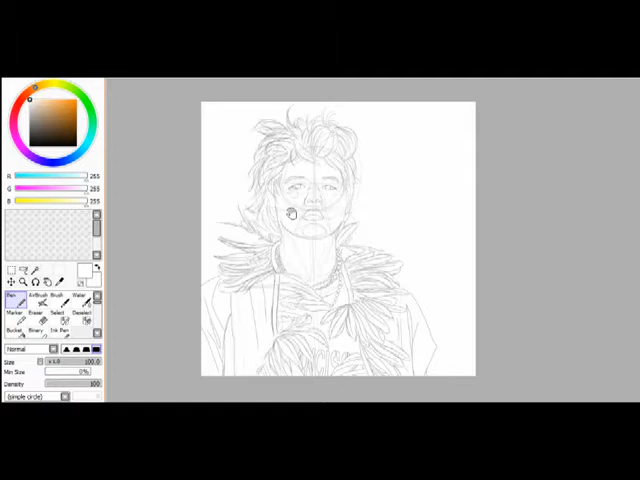 R 255
G 255
B 255
Pen AirBrush Brush Water
Marker Eraser Select Deselect
Bucket Binary Ink Pen
Normal
Size x 1.0 100.0
Min Size 0%
Density 100
(simple circle)